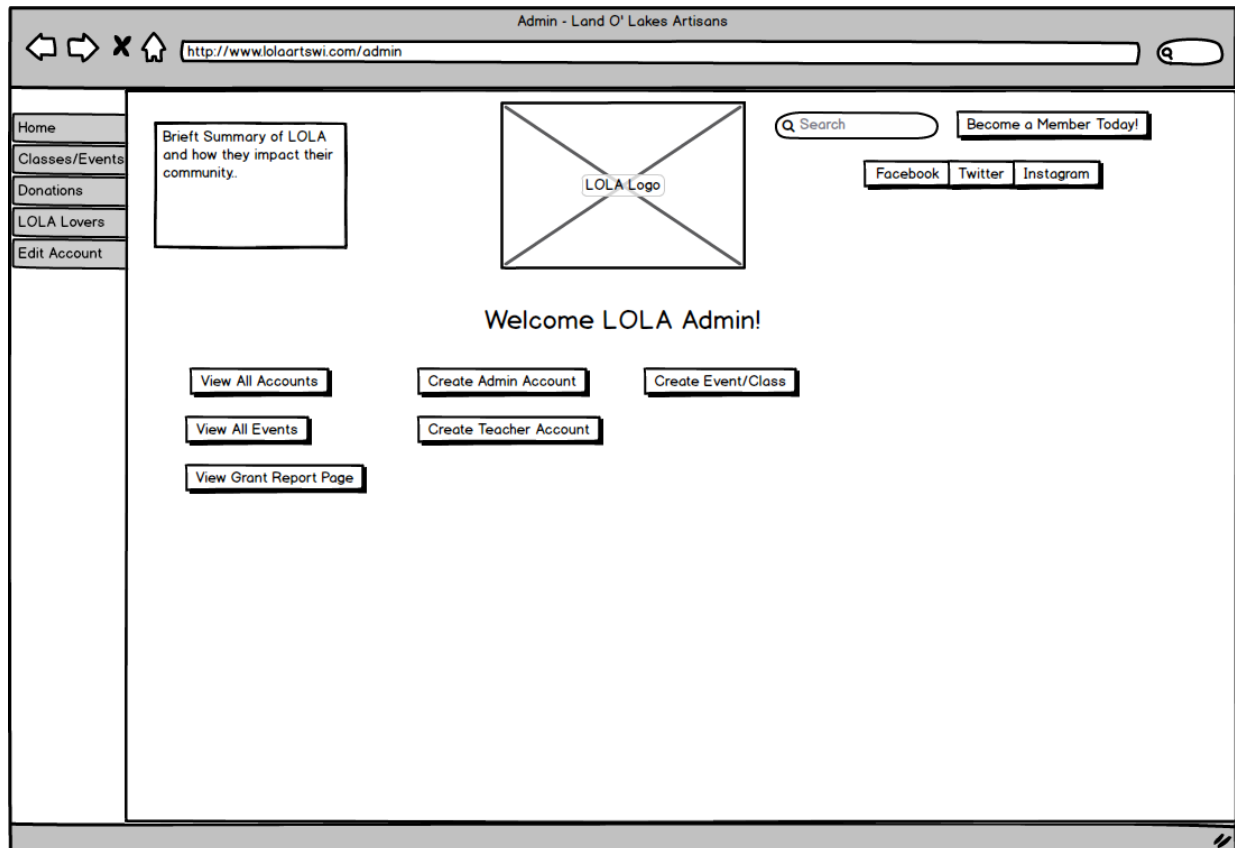 Admin - Land O' Lakes Artisans
http://www.lolaartswi.com/admin
Home
Classes/Events
Donations
LOLA Lovers
Edit Account
Brieft Summary of LOLA
and how they impact their
community..
LOLA Logo
Search
Become a Member Today!
Facebook Twitter Instagram
Welcome LOLA Admin!
View All Accounts
Create Admin Account
Create Event/Class
View All Events
Create Teacher Account
View Grant Report Page